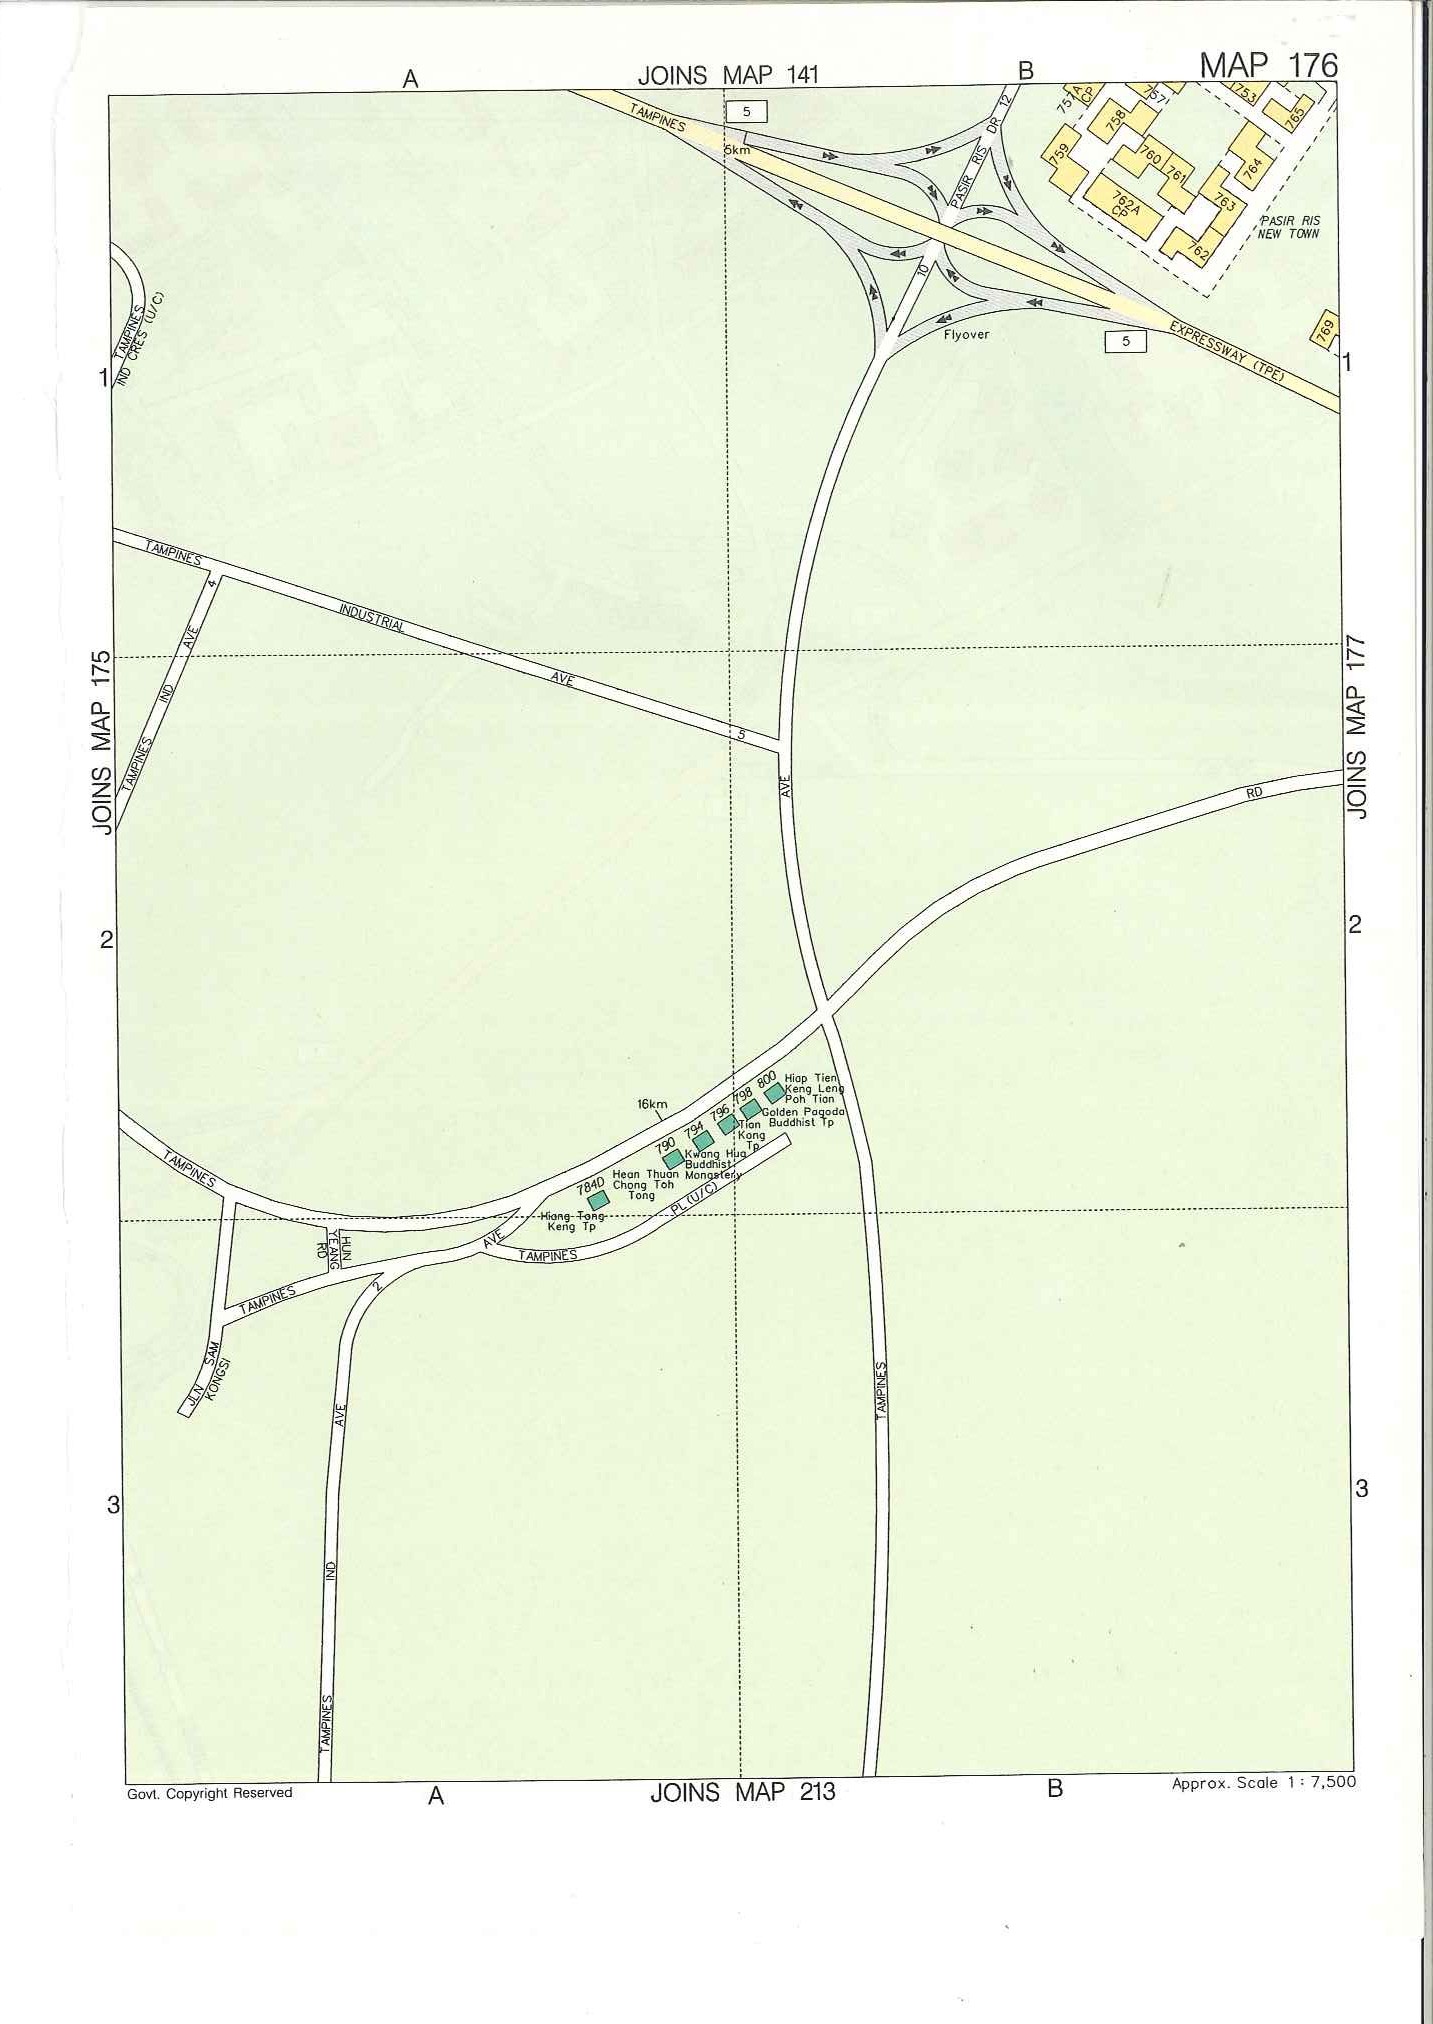 MAP 176
A
JOINS MAP 141
B
TAMPINES
5
6km
PASIR RIS DR 12
757A
CP
757
753
758
765
759
760
761
764
762A
CP
763
762
PASIR RIS
NEW TOWN
10
TAMPINES
IND CRES (U/C)
Flyover
5
EXPRESSWAY (TPE)
769
1
1
TAMPINES
4
INDUSTRIAL
AVE
IND
TAMPINES
AVE
5
JOINS MAP 175
JOINS MAP 177
AVE
RD
2
2
16km
800
798
796
794
790
784D
Hiap Tien
Keng Leng
Poh Tian
Golden Pagoda
Buddhist Tp
Tian
Kong
Tp
Kwang Hua
Buddhist
Monastery
Hean Thuan
Chong Toh
Tong
Hiang Tong
Keng Tp
TAMPINES
HUN
YEANG
RD
AVE
TAMPINES
PL (U/C)
TAMPINES
2
JLN SAM
KONGSI
AVE
TAMPINES
3
3
IND
TAMPINES
Govt. Copyright Reserved
A
JOINS MAP 213
B
Approx. Scale 1 : 7,500